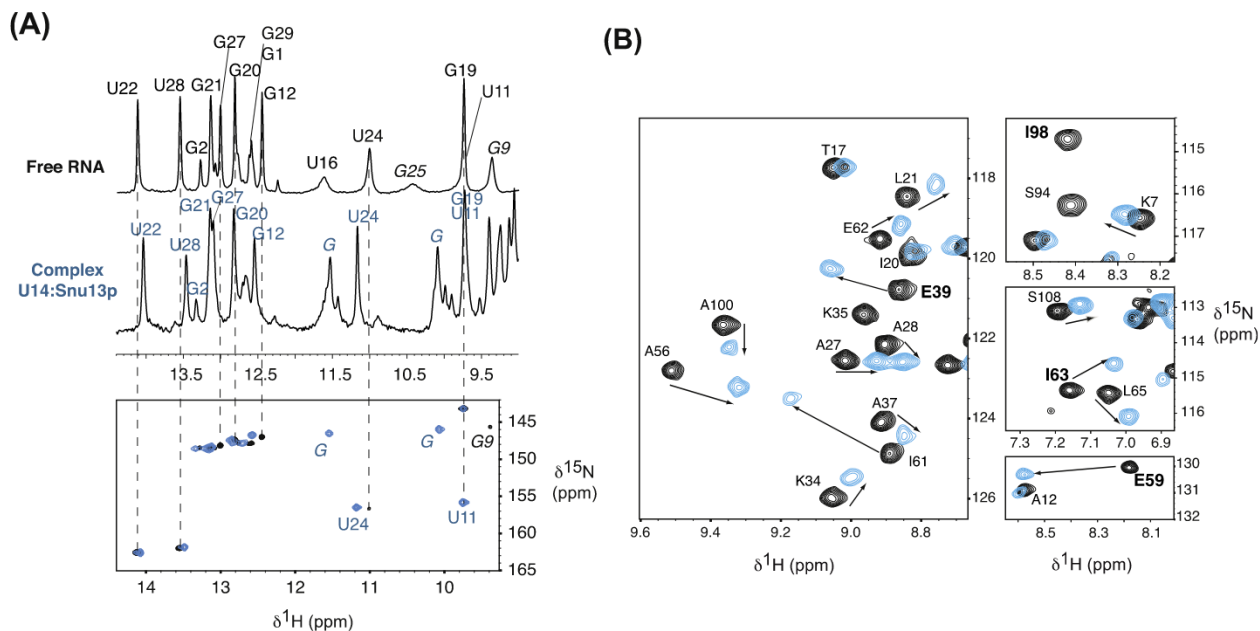 (A)
G27
G29
G1
U22
U28
G21
G20
G12
G19
U11
G2
U24
U16
G25
G9
Free RNA
G27
G21
G20
G19
U11
U22
U28
G12
U24
G
G
G2
Complex
U14:Snu13p
13.5
12.5
11.5
10.5
9.5
G
G
G9
U24
U11
145
150
155
160
165
δ15N
(ppm)
14
13
12
11
10
δ1H (ppm)
(B)
T17
L21
E62
I20
E39
A100
K35
A28
A27
A56
A37
I61
K34
118
120
122
124
126
9.6
9.4
9.2
9.0
8.8
δ1H (ppm)
I98
S94
K7
115
116
117
8.5
8.4
8.3
8.2
S108
I63
L65
113
114
115
116
δ15N
(ppm)
7.3
7.2
7.1
7.0
6.9
E59
A12
130
131
132
8.5
8.4
8.3
8.2
8.1
δ1H (ppm)